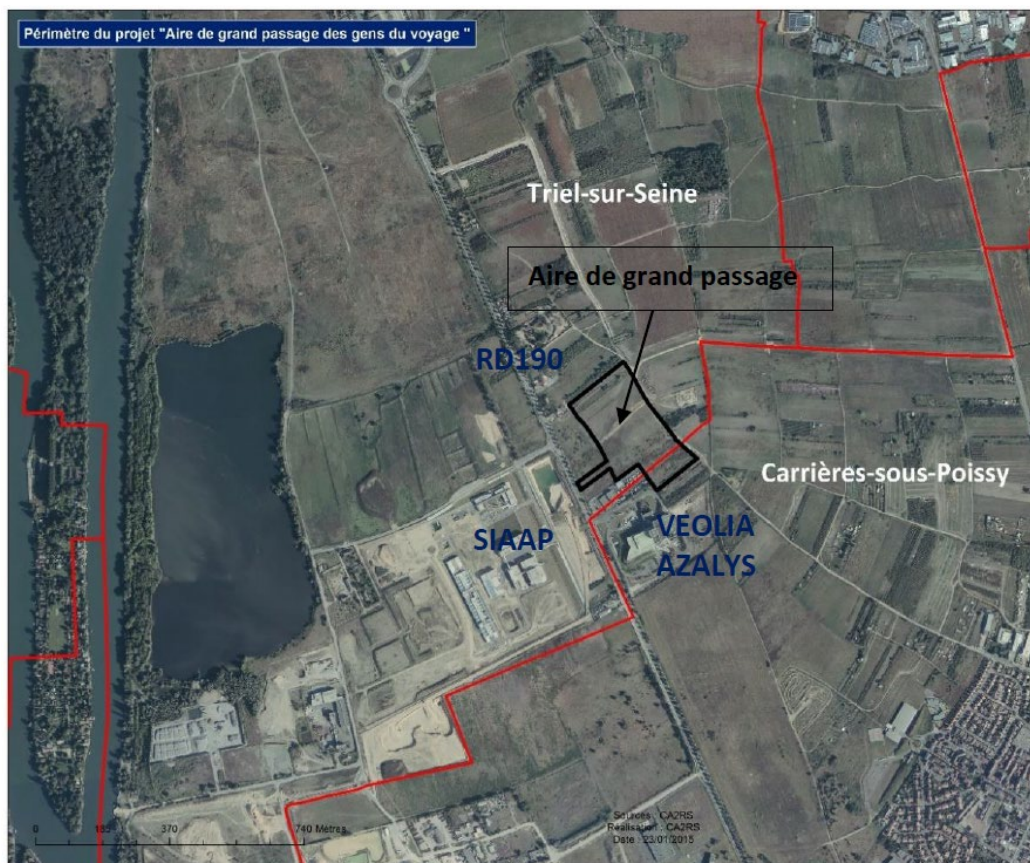 Périmètre du projet "Aire de grand passage des gens du voyage "
Triel-sur-Seine
Aire de grand passage
RD190
Carrières-sous-Poissy
SIAAP
VEOLIA
AZALYS
0 185 370 740 Mètres
Sources : CA2RS
Réalisation : CA2RS
Date : 23/01/2015